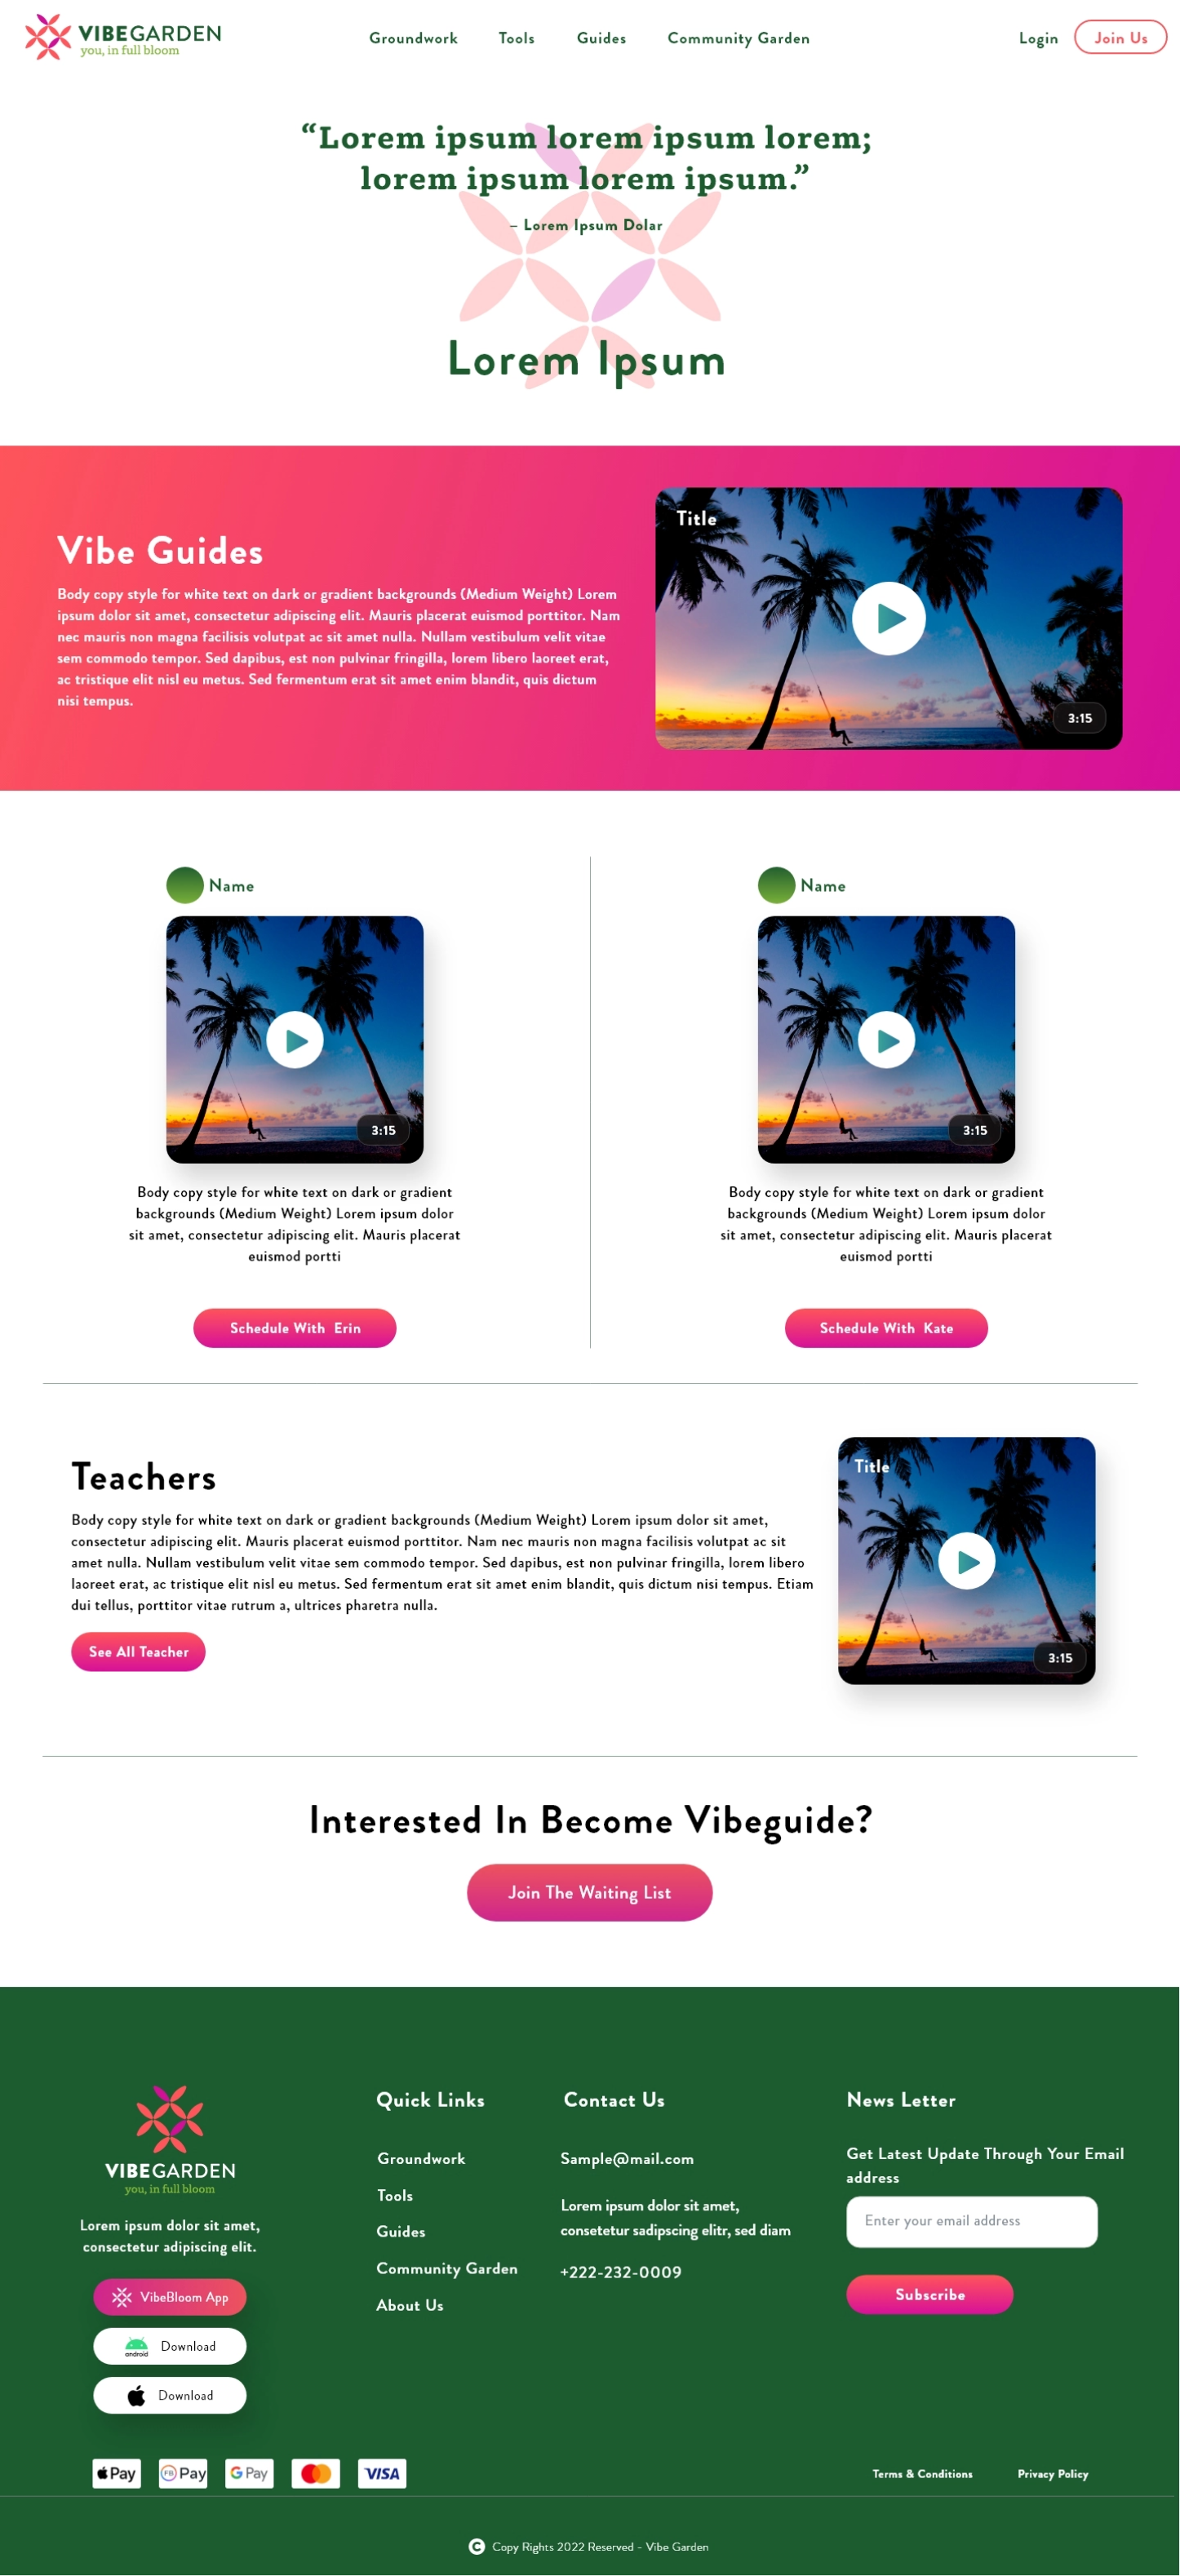 VIBEGARDEN
you, in full bloom
Groundwork
Tools
Guides
Community Garden
Login
Join Us
“Lorem ipsum lorem ipsum lorem;
lorem ipsum lorem ipsum.”
– Lorem Ipsum Dolar
Lorem Ipsum
Vibe Guides
Body copy style for white text on dark or gradient backgrounds (Medium Weight) Lorem
ipsum dolor sit amet, consectetur adipiscing elit. Mauris placerat euismod porttitor. Nam
nec mauris non magna facilisis volutpat ac sit amet nulla. Nullam vestibulum velit vitae
sem commodo tempor. Sed dapibus, est non pulvinar fringilla, lorem libero laoreet erat,
ac tristique elit nisl eu metus. Sed fermentum erat sit amet enim blandit, quis dictum
nisi tempus.
Title
3:15
Name
3:15
Body copy style for white text on dark or gradient
backgrounds (Medium Weight) Lorem ipsum dolor
sit amet, consectetur adipiscing elit. Mauris placerat
euismod portti
Schedule With Erin
Name
3:15
Body copy style for white text on dark or gradient
backgrounds (Medium Weight) Lorem ipsum dolor
sit amet, consectetur adipiscing elit. Mauris placerat
euismod portti
Schedule With Kate
Teachers
Body copy style for white text on dark or gradient backgrounds (Medium Weight) Lorem ipsum dolor sit amet,
consectetur adipiscing elit. Mauris placerat euismod porttitor. Nam nec mauris non magna facilisis volutpat ac sit
amet nulla. Nullam vestibulum velit vitae sem commodo tempor. Sed dapibus, est non pulvinar fringilla, lorem libero
laoreet erat, ac tristique elit nisl eu metus. Sed fermentum erat sit amet enim blandit, quis dictum nisi tempus. Etiam
dui tellus, porttitor vitae rutrum a, ultrices pharetra nulla.
See All Teacher
Title
3:15
Interested In Become Vibeguide?
Join The Waiting List
VIBEGARDEN
you, in full bloom
Lorem ipsum dolor sit amet,
consectetur adipiscing elit.
VibeBloom App
android
Download
Download
Quick Links
Groundwork
Tools
Guides
Community Garden
About Us
Contact Us
Sample@mail.com
Lorem ipsum dolor sit amet,
consetetur sadipscing elitr, sed diam
+222-232-0009
News Letter
Get Latest Update Through Your Email
address
Enter your email address
Subscribe
Pay
FB Pay
G Pay
VISA
Terms & Conditions
Privacy Policy
C Copy Rights 2022 Reserved - Vibe Garden